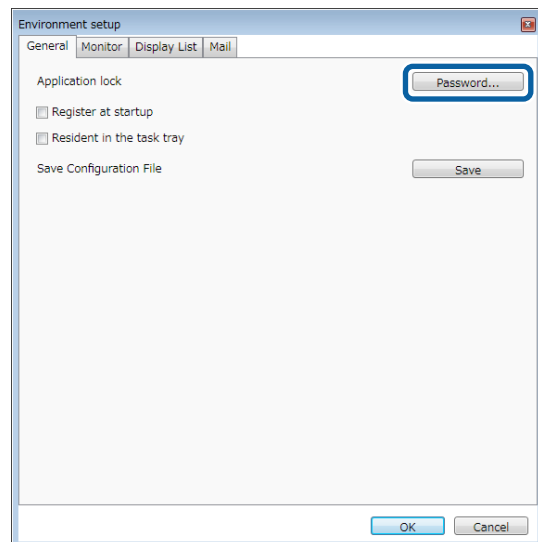 Environment setup
General Monitor Display List Mail
Application lock Password...
Register at startup
Resident in the task tray
Save Configuration File Save
OK Cancel